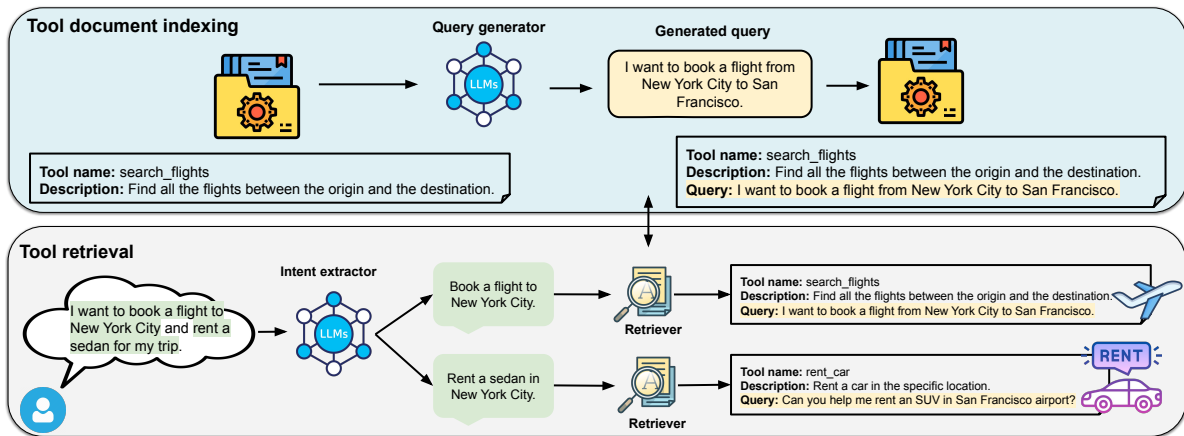 Tool document indexing
Query generator
Generated query
LLMs
I want to book a flight from
New York City to San
Francisco.
Tool name: search_flights
Description: Find all the flights between the origin and the destination.
Tool name: search_flights
Description: Find all the flights between the origin and the destination.
Query: I want to book a flight from New York City to San Francisco.
Tool retrieval
Intent extractor
I want to book a flight to
New York City and rent a
sedan for my trip.
LLMs
Book a flight to
New York City.
Retriever
Tool name: search_flights
Description: Find all the flights between the origin and the destination.
Query: I want to book a flight from New York City to San Francisco.
Rent a sedan in
New York City.
Retriever
Tool name: rent_car
Description: Rent a car in the specific location.
Query: Can you help me rent an SUV in San Francisco airport?
RENT
A
A